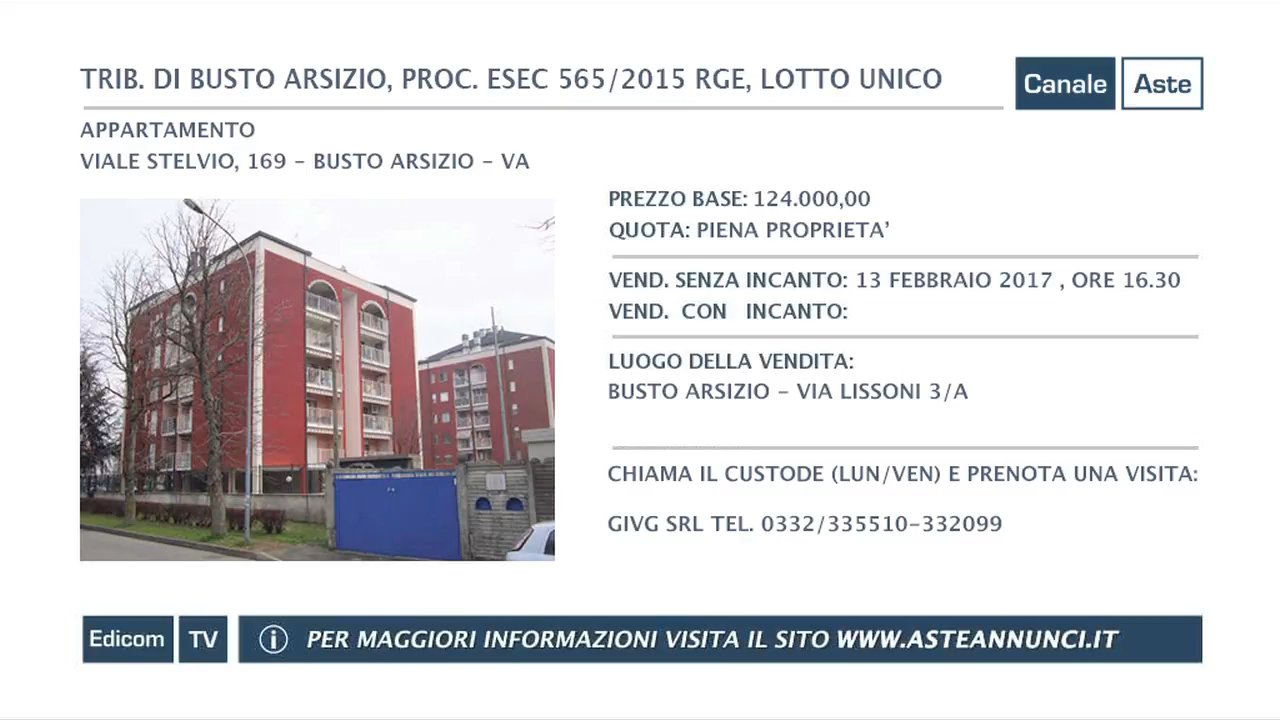 TRIB. DI BUSTO ARSIZIO, PROC. ESEC 565/2015 RGE, LOTTO UNICO
Canale Aste
APPARTAMENTO
VIALE STELVIO, 169 - BUSTO ARSIZIO - VA
PREZZO BASE: 124.000,00
QUOTA: PIENA PROPRIETA'
VEND. SENZA INCANTO: 13 FEBBRAIO 2017 , ORE 16.30
VEND. CON INCANTO:
LUOGO DELLA VENDITA:
BUSTO ARSIZIO - VIA LISSONI 3/A
CHIAMA IL CUSTODE (LUN/VEN) E PRENOTA UNA VISITA:
GIVG SRL TEL. 0332/335510-332099
Edicom TV
PER MAGGIORI INFORMAZIONI VISITA IL SITO WWW.ASTEANNUNCI.IT